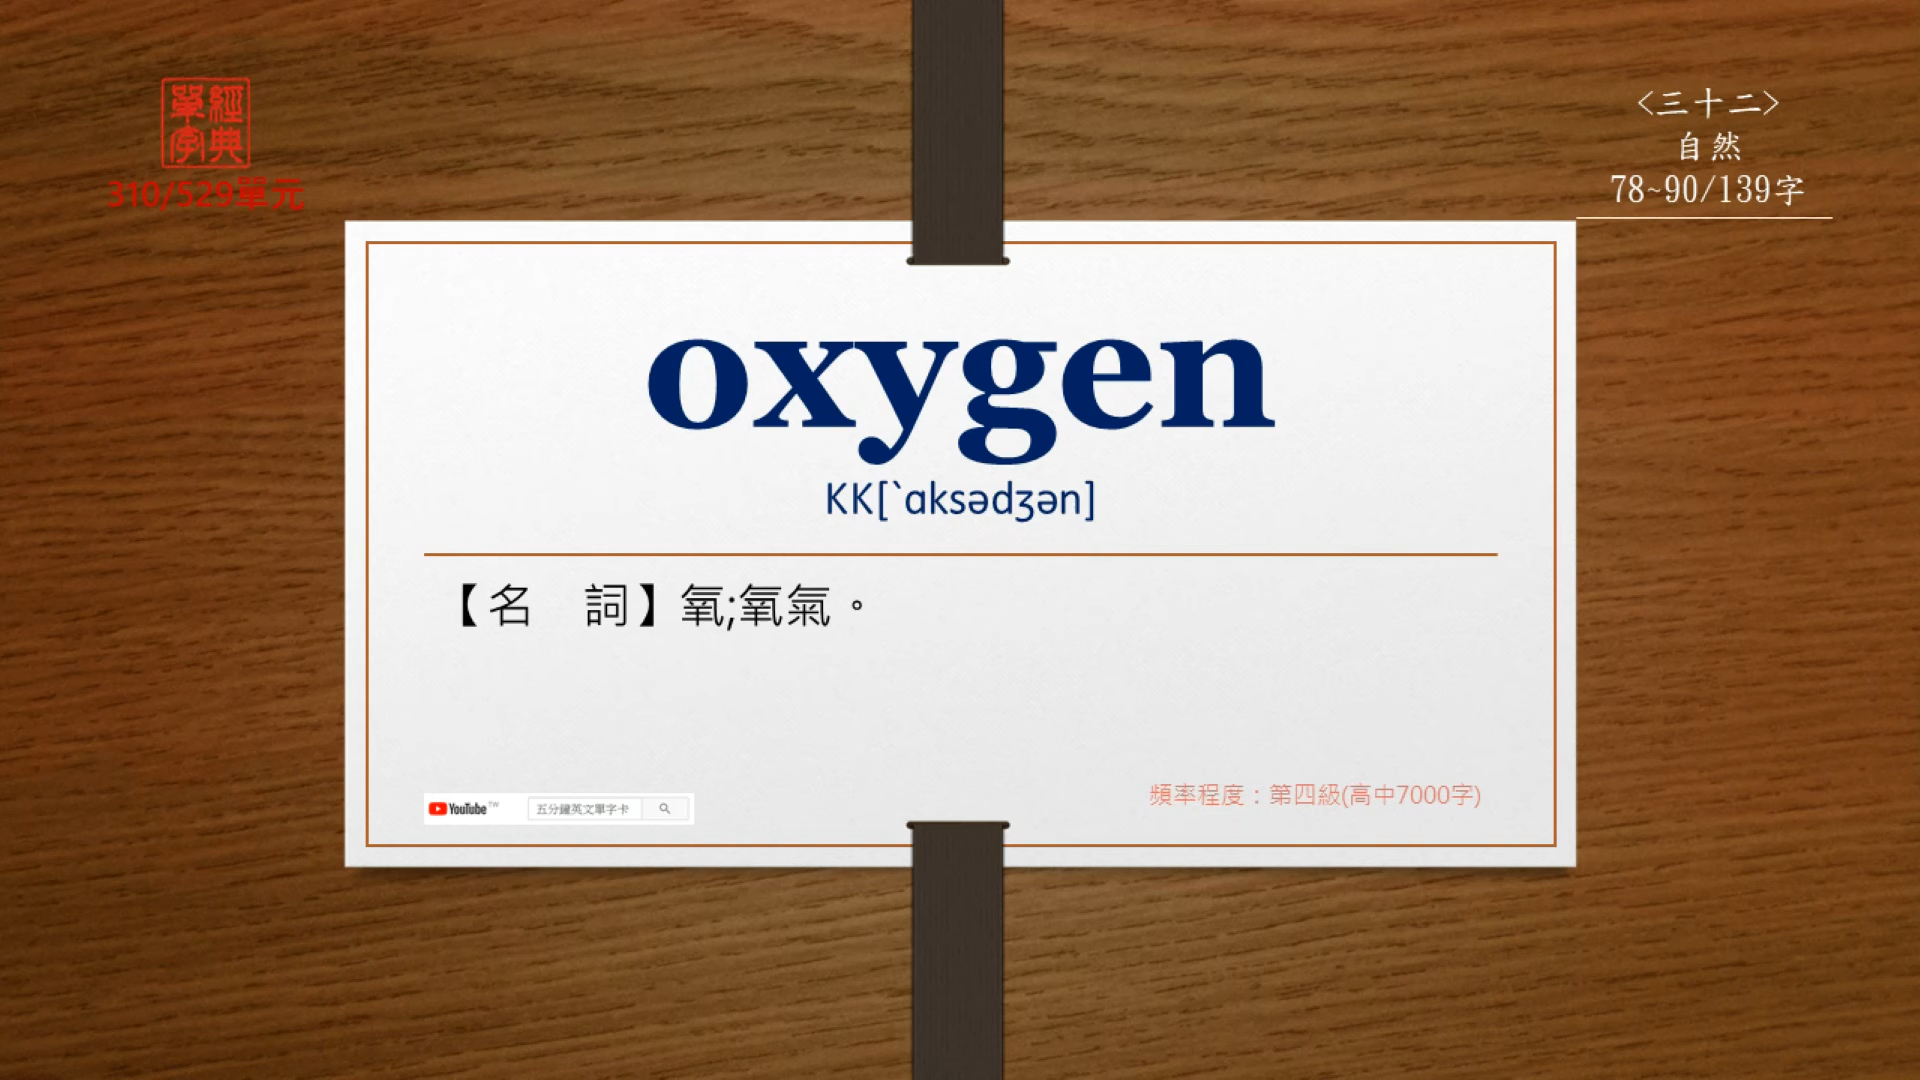 經典
單字
310/529單元
<三十二>
自然
78~90/139字
oxygen
KK[ˋɑksədʒən]
【名　詞】氧;氧氣。
YouTube TW
五分鐘英文單字卡
頻率程度：第四級(高中7000字)